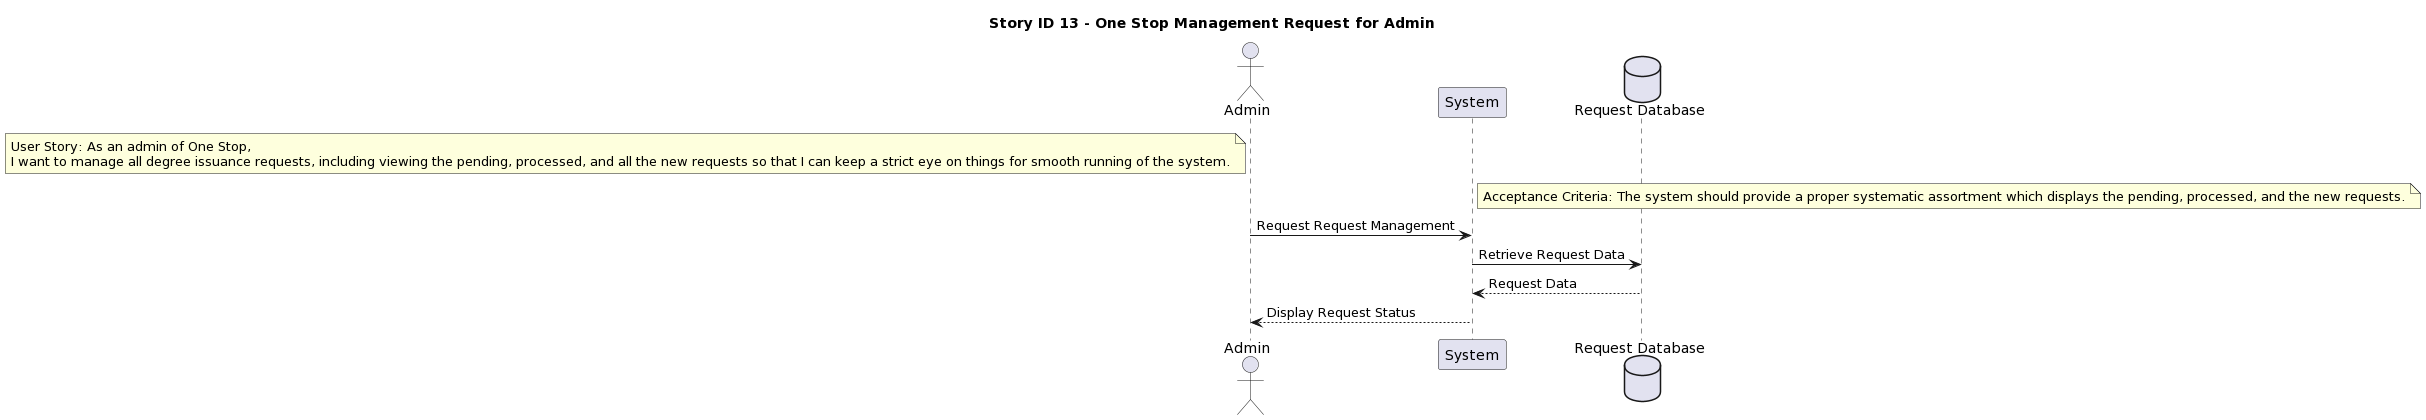 Story ID 13 - One Stop Management Request for Admin
Admin
System
Request Database
User Story: As an admin of One Stop,
I want to manage all degree issuance requests, including viewing the pending, processed, and all the new requests so that I can keep a strict eye on things for smooth running of the system.
Acceptance Criteria: The system should provide a proper systematic assortment which displays the pending, processed, and the new requests.
Request Request Management
Retrieve Request Data
Request Data
Display Request Status
Admin
System
Request Database